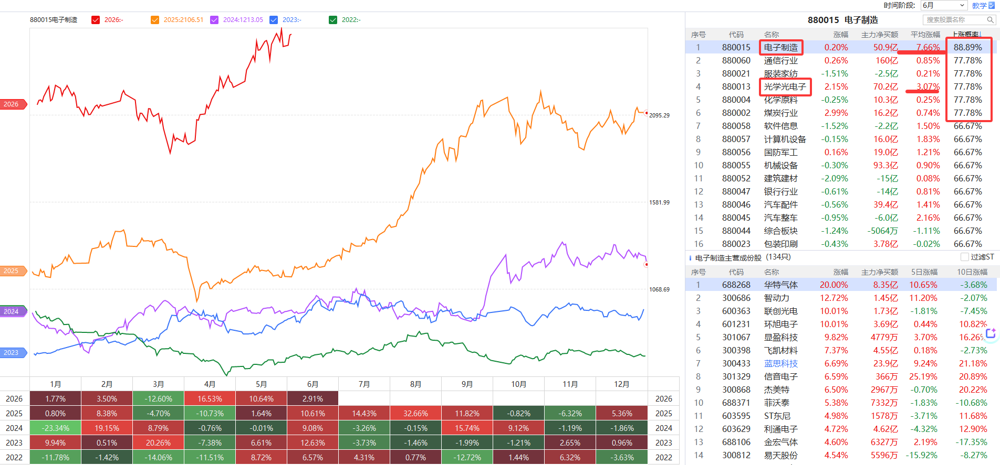 时间阶段: 6月 教学
880015电子制造 2026:- 2025:2106.51 2024:1213.05 2023:- 2022:-
2026
2025
2024
2023
2095.29
1581.99
1068.69
1月 2月 3月 4月 5月 6月 7月 8月 9月 10月 11月 12月
2026 1.77% 3.50% -12.60% 16.53% 10.64% 2.91% 2026
2025 0.80% 8.38% -4.70% -10.73% 1.64% 10.61% 14.43% 32.66% 11.82% -0.82% -6.32% 5.36% 2025
2024 -23.34% 19.15% 8.79% -0.76% -0.01% 9.08% -3.26% -0.15% 15.74% 9.12% -1.19% -1.86% 2024
2023 9.94% 0.51% 20.26% -7.38% 6.61% 12.63% -3.73% -1.46% -1.99% -1.21% 2.65% 0.96% 2023
2022 -11.78% -1.42% -14.06% -11.51% 8.72% 6.57% 4.31% 0.77% -12.72% 1.44% 6.32% -3.63% 2022
880015 电子制造 搜索股票名称
序号 代码 名称 涨幅 主力净买额 平均涨幅 上涨概率↓
1 880015 电子制造 0.20% 50.9亿 7.66% 88.89%
2 880060 通信行业 0.26% 160亿 0.85% 77.78%
3 880021 服装家纺 -1.51% -2.5亿 0.21% 77.78%
4 880013 光学光电子 2.15% 70.2亿 3.07% 77.78%
5 880004 化学原料 -0.25% 10.3亿 0.25% 77.78%
6 880002 煤炭行业 2.99% 16.2亿 0.74% 77.78%
7 880058 软件信息 -1.52% -2.2亿 1.50% 66.67%
8 880057 计算机设备 -0.15% 16.0亿 1.83% 66.67%
9 880056 国防军工 0.16% 19.0亿 1.21% 66.67%
10 880055 机械设备 -0.30% 93.3亿 0.90% 66.67%
11 880052 建筑建材 -2.09% -15亿 0.08% 66.67%
12 880047 银行行业 -0.61% -14亿 0.81% 66.67%
13 880046 汽车配件 -0.56% 39.4亿 1.41% 66.67%
14 880045 汽车整车 -0.95% -6.0亿 2.16% 66.67%
15 880044 综合板块 -1.24% -5064万 -1.11% 66.67%
16 880023 包装印刷 -0.43% 3.78亿 -0.02% 66.67%
电子制造主营成份股 (134只) 过滤ST
序号 代码 名称 涨幅 主力净买额 5日涨幅 10日涨幅
1 688268 华特气体 20.00% 8.35亿 10.65% -3.68%
2 300686 智动力 12.72% 1.45亿 11.20% -2.07%
3 600363 联创光电 10.01% 1.73亿 -1.81% -7.45%
4 601231 环旭电子 10.01% 3.69亿 0.44% 10.82%
5 301067 显盈科技 9.82% 4779万 3.70% 16.26%
6 300398 飞凯材料 7.37% 4.55亿 0.18% -2.73%
7 300433 蓝思科技 6.69% 23.9亿 9.24% 21.18%
8 301329 信音电子 6.59% 366万 25.19% 20.89%
9 300868 杰美特 6.50% 2967万 -0.70% 20.22%
10 688371 菲沃泰 5.38% 7332万 -1.83% -10.68%
11 603595 ST东尼 4.98% 1578万 -3.71% 11.68%
12 603629 利通电子 4.72% 4.62亿 -4.32% 12.90%
13 688106 金宏气体 4.60% 6327万 2.19% -17.35%
14 300812 易天股份 4.54% 5596万 -15.92% -8.27%